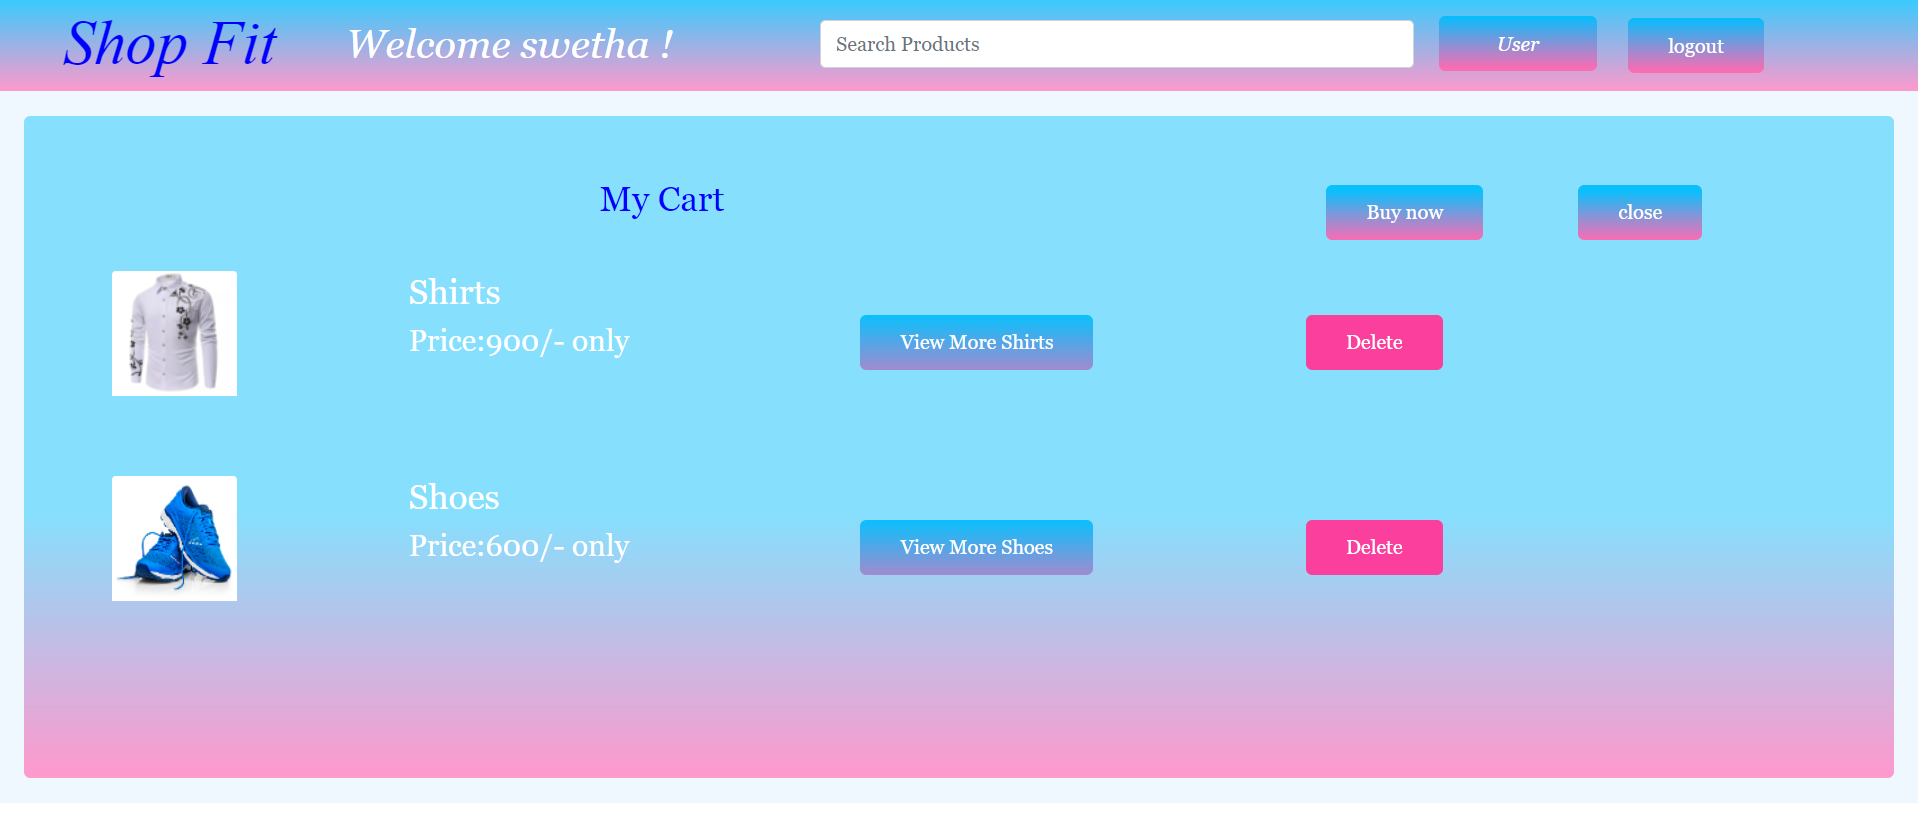 Shop Fit
Welcome swetha !
Search Products
User
logout
My Cart
Buy now
close
Shirts
Price:900/- only
View More Shirts
Delete
Shoes
Price:600/- only
View More Shoes
Delete